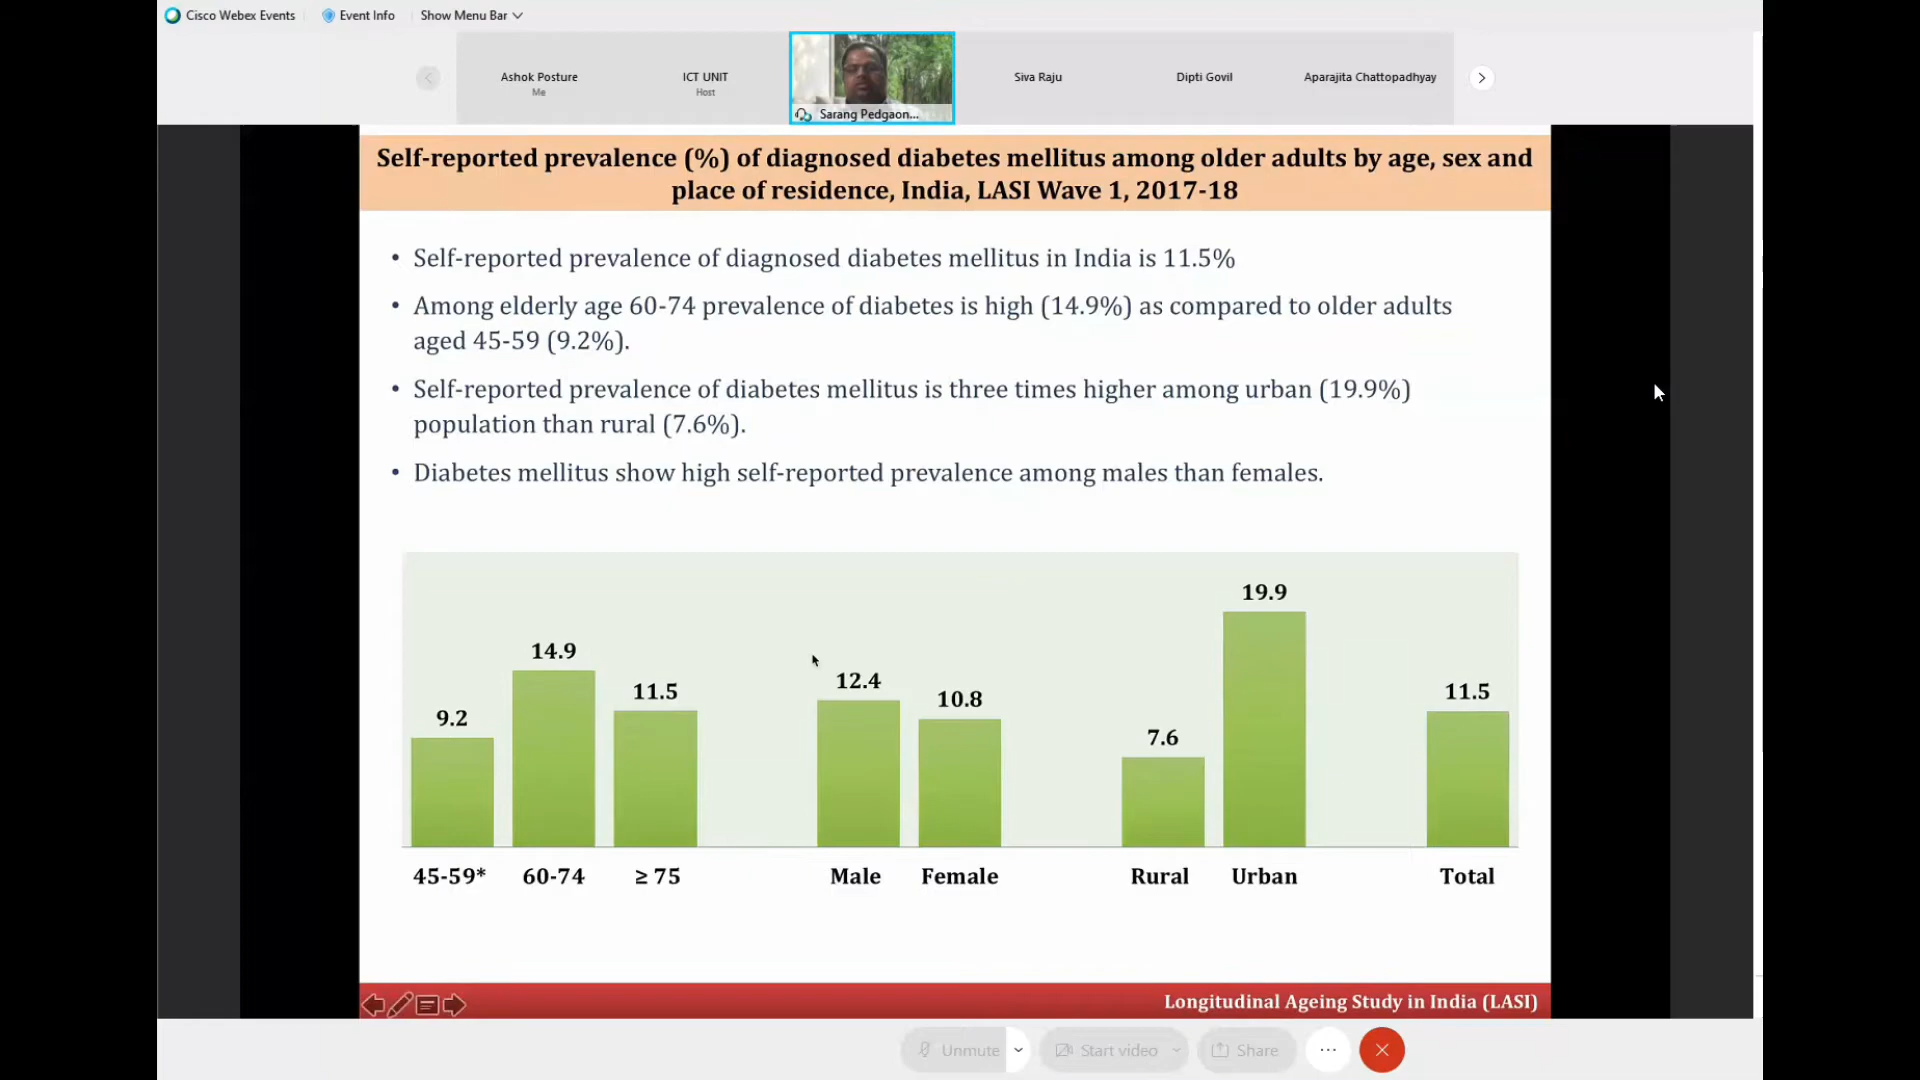 Cisco Webex Events
Event Info
Show Menu Bar
Ashok Posture
Me
ICT UNIT
Host
Sarang Pedgaon...
Siva Raju
Dipti Govil
Aparajita Chattopadhyay
Self-reported prevalence (%) of diagnosed diabetes mellitus among older adults by age, sex and
place of residence, India, LASI Wave 1, 2017-18
• Self-reported prevalence of diagnosed diabetes mellitus in India is 11.5%
• Among elderly age 60-74 prevalence of diabetes is high (14.9%) as compared to older adults
aged 45-59 (9.2%).
• Self-reported prevalence of diabetes mellitus is three times higher among urban (19.9%)
population than rural (7.6%).
• Diabetes mellitus show high self-reported prevalence among males than females.
9.2
14.9
11.5
12.4
10.8
7.6
19.9
11.5
45-59*
60-74
≥ 75
Male
Female
Rural
Urban
Total
Longitudinal Ageing Study in India (LASI)
Unmute
Start video
Share